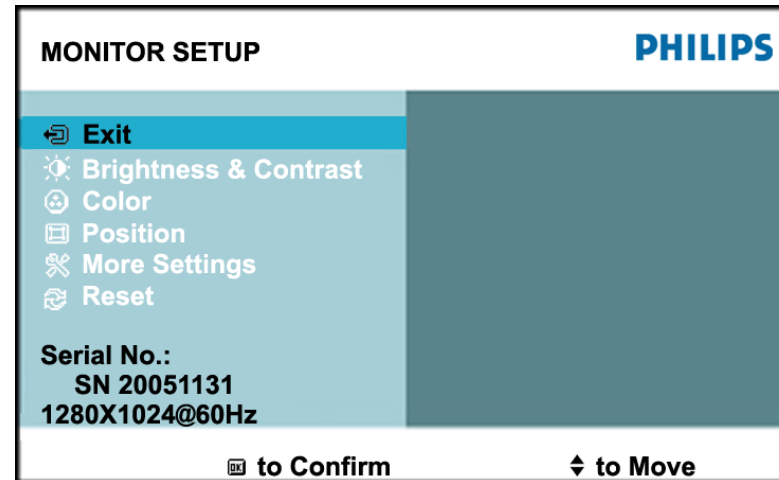 MONITOR SETUP
PHILIPS
Exit
Brightness & Contrast
Color
Position
More Settings
Reset
Serial No.:
SN 20051131
1280X1024@60Hz
OK to Confirm
to Move